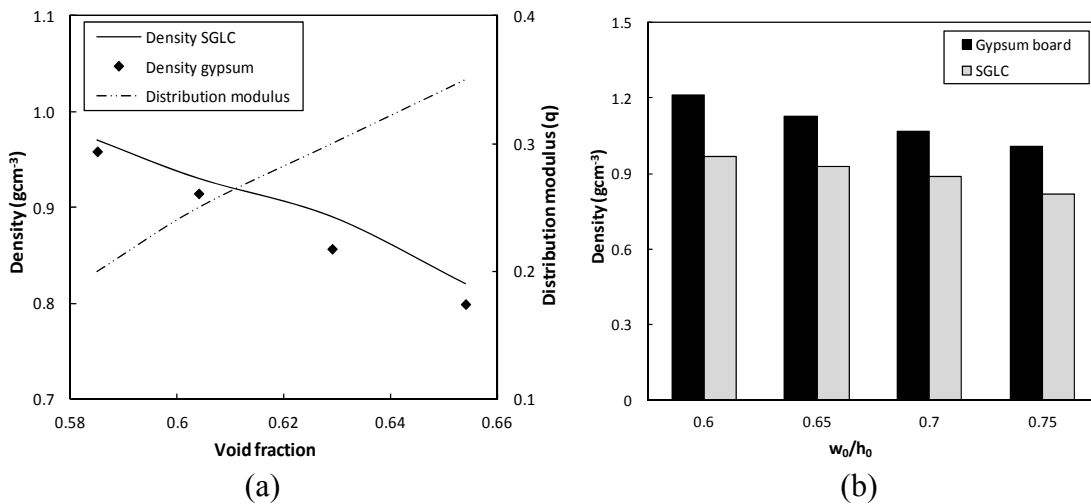 1.1
1.0
0.9
0.8
0.7
Density (gcm-3)
Density SGLC
Density gypsum
Distribution modulus
0.4
0.3
0.2
0.1
Distribution modulus (q)
0.58
0.6
0.62
0.64
0.66
Void fraction
(a)
1.5
1.2
0.9
0.6
0.3
0
Density (gcm-3)
Gypsum board
SGLC
0.6
0.65
0.7
0.75
w0/h0
(b)